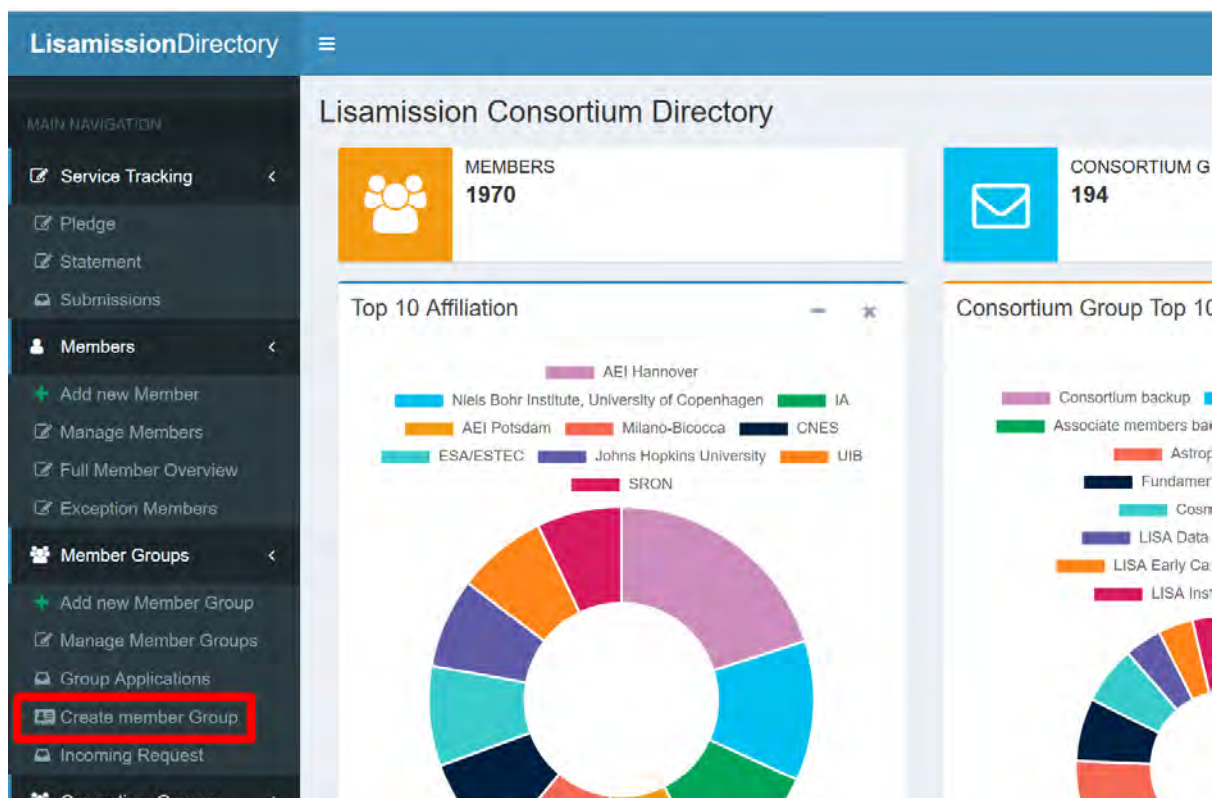 LisamissionDirectory
MAIN NAVIGATION
Service Tracking
Pledge
Statement
Submissions
Members
Add new Member
Manage Members
Full Member Overview
Exception Members
Member Groups
Add new Member Group
Manage Member Groups
Group Applications
Create member Group
Incoming Request
Lisamission Consortium Directory
MEMBERS
1970
CONSORTIUM G
194
Top 10 Affiliation
AEI Hannover
Niels Bohr Institute, University of Copenhagen IA
AEI Potsdam Milano-Bicocca CNES
ESA/ESTEC Johns Hopkins University UIB
SRON
Consortium Group Top 10
Consortium backup
Associate members ba
Astrop
Fundamen
Cosm
LISA Data
LISA Early Ca
LISA Inst